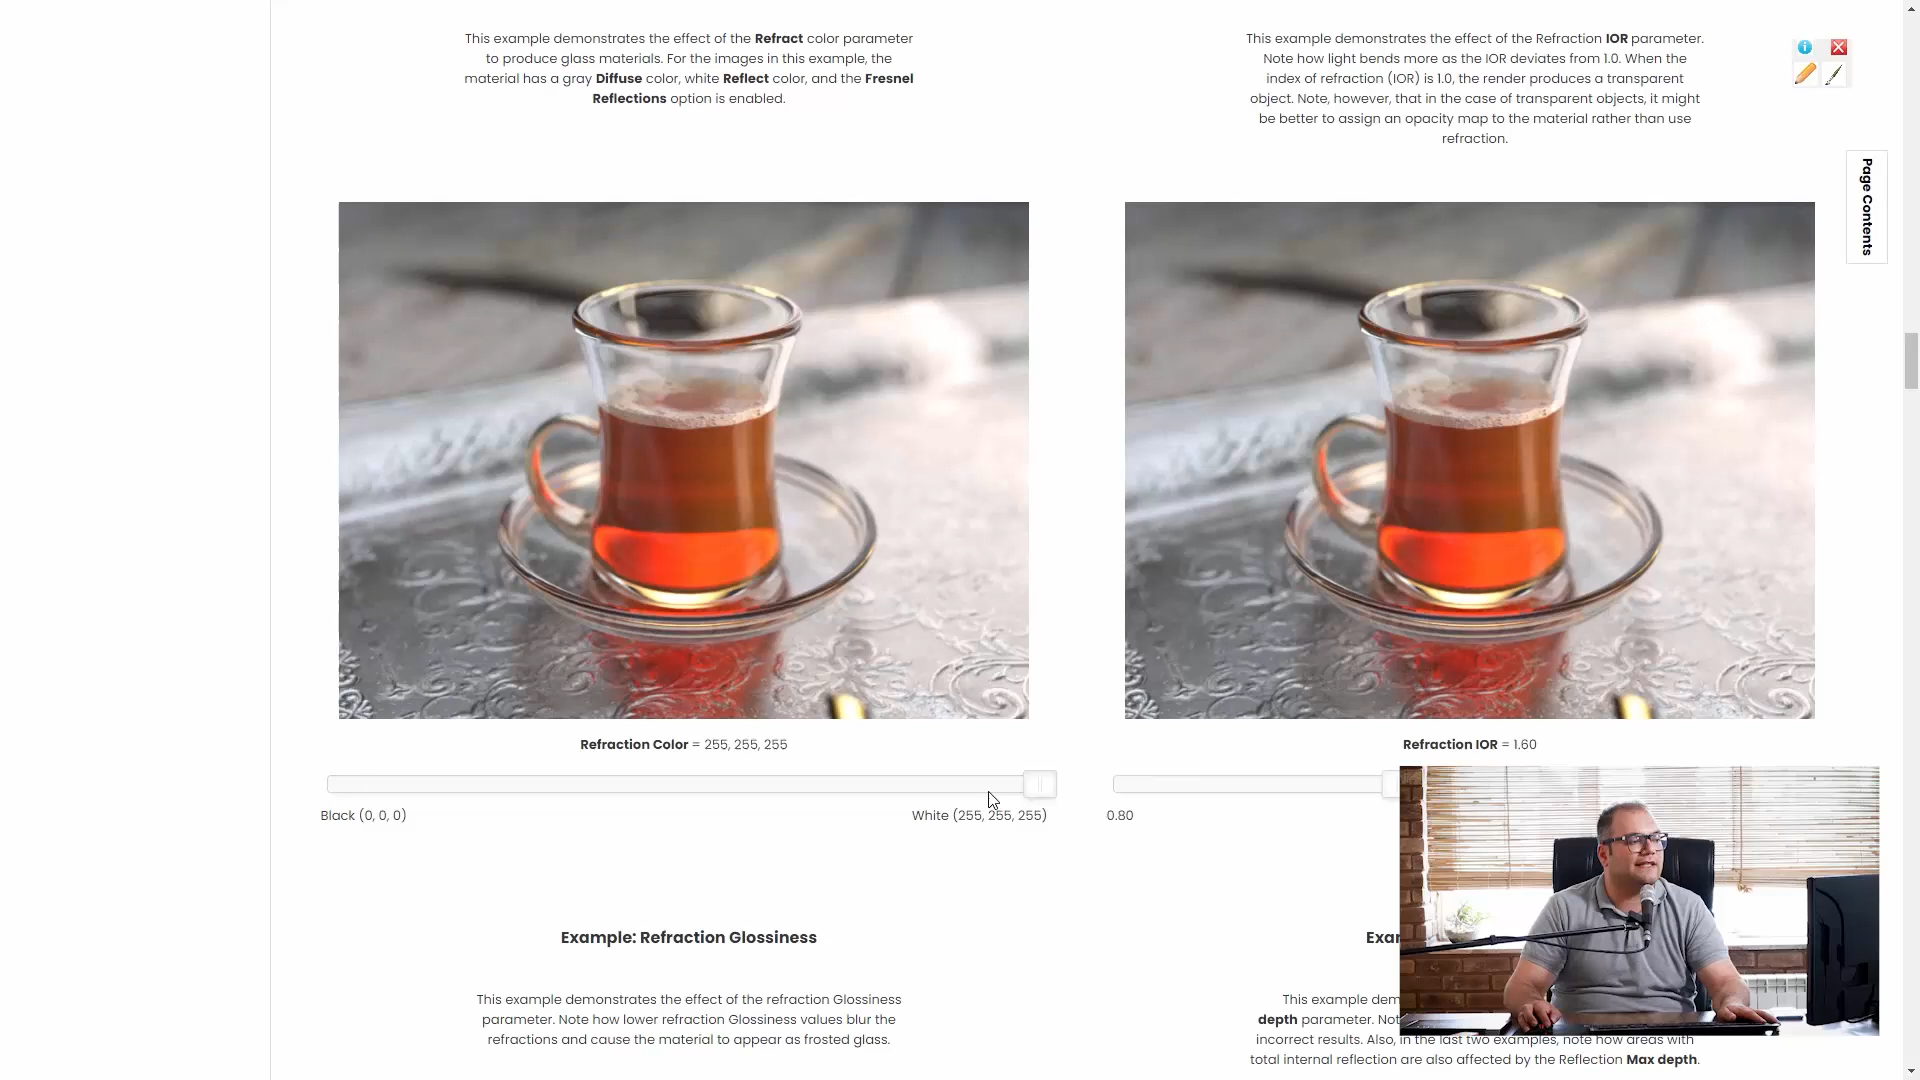 This example demonstrates the effect of the Refract color parameter
to produce glass materials. For the images in this example, the
material has a gray Diffuse color, white Reflect color, and the Fresnel
Reflections option is enabled.
This example demonstrates the effect of the Refraction IOR parameter.
Note how light bends more as the IOR deviates from 1.0. When the
index of refraction (IOR) is 1.0, the render produces a transparent
object. Note, however, that in the case of transparent objects, it might
be better to assign an opacity map to the material rather than use
refraction.
Page Contents
Refraction Color = 255, 255, 255
Black (0, 0, 0)
White (255, 255, 255)
Refraction IOR = 1.60
0.80
Example: Refraction Glossiness
This example demonstrates the effect of the refraction Glossiness
parameter. Note how lower refraction Glossiness values blur the
refractions and cause the material to appear as frosted glass.
Exar
This example dem
depth parameter. Not
incorrect results. Also, in the last two examples, note how areas with
total internal reflection are also affected by the Reflection Max depth.